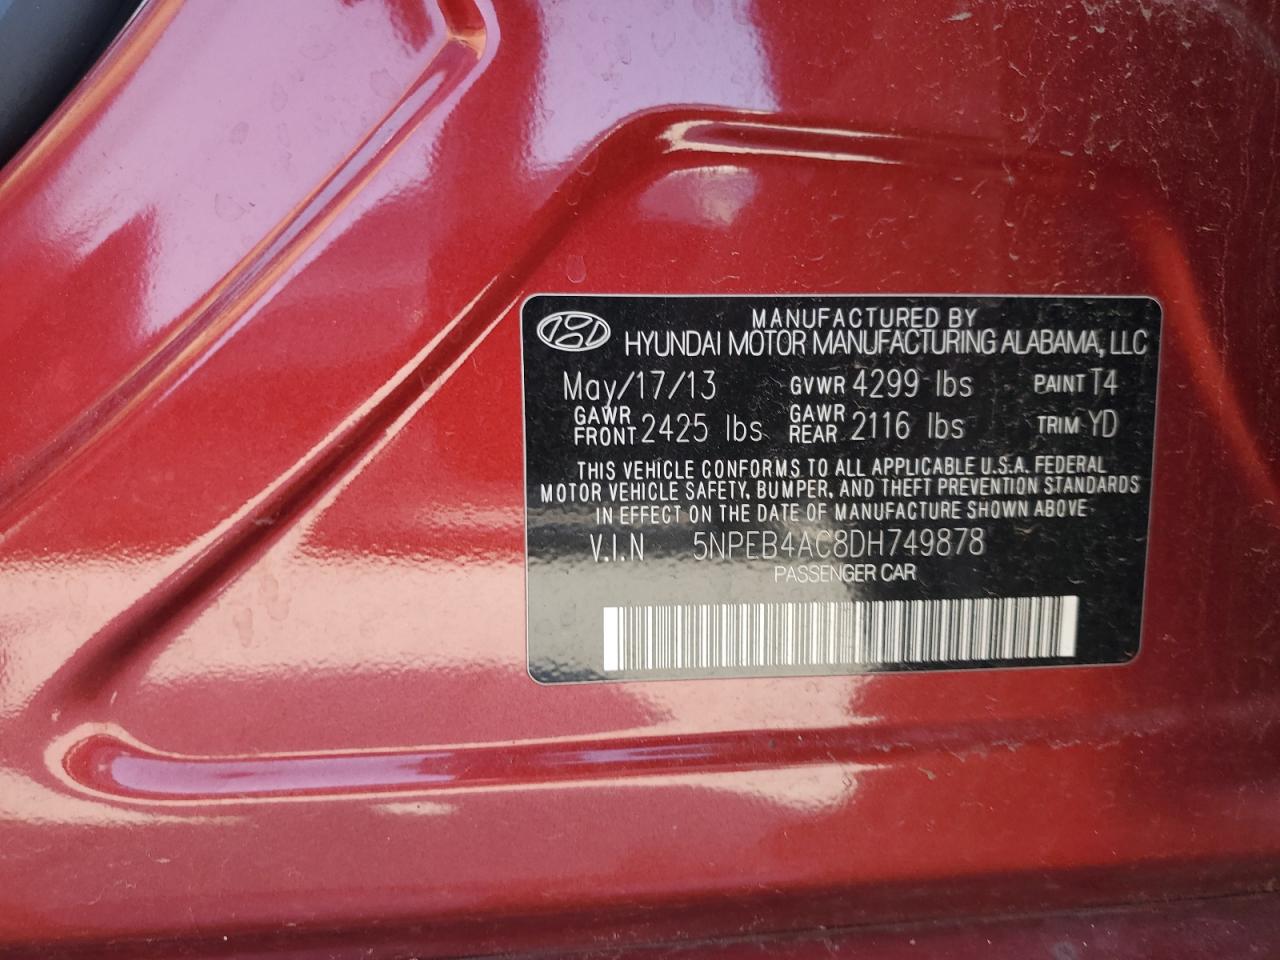 MANUFACTURED BY
HYUNDAI MOTOR MANUFACTURING ALABAMA, LLC
May/17/13 GVWR 4299 lbs PAINT T4
GAWR FRONT 2425 lbs GAWR REAR 2116 lbs TRIM YD
THIS VEHICLE CONFORMS TO ALL APPLICABLE U.S.A. FEDERAL
MOTOR VEHICLE SAFETY, BUMPER, AND THEFT PREVENTION STANDARDS
IN EFFECT ON THE DATE OF MANUFACTURE SHOWN ABOVE
V.I.N 5NPEB4AC8DH749878
PASSENGER CAR